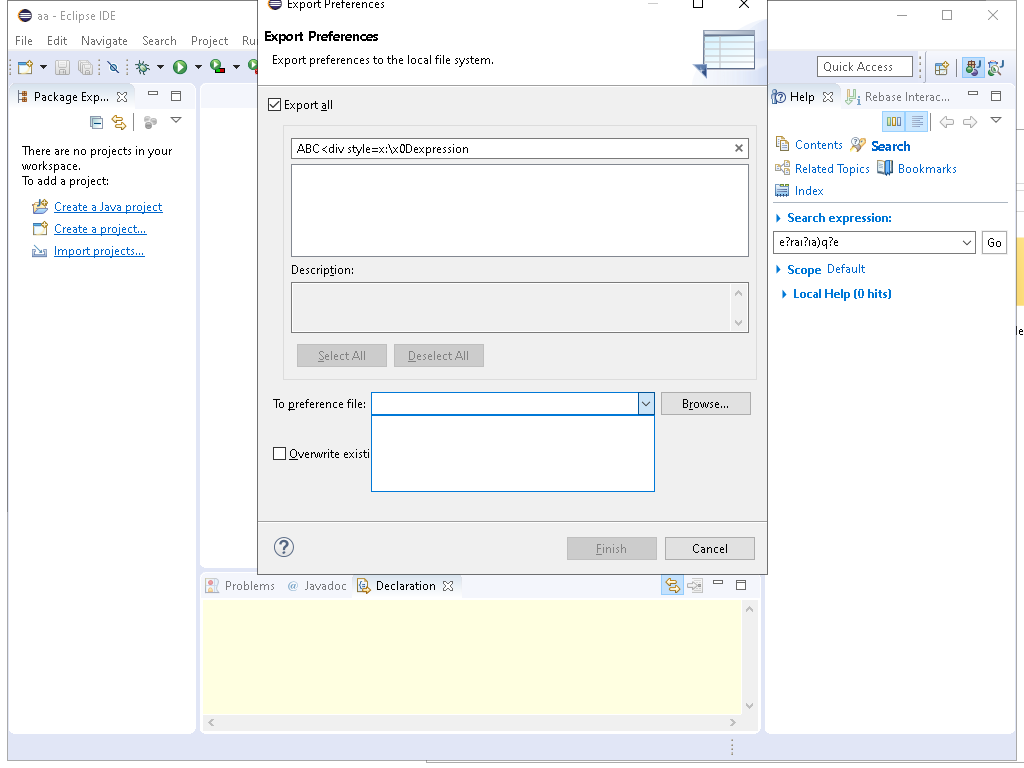 aa - Eclipse IDE
File Edit Navigate Search Project
Export Preferences
Export Preferences
Export preferences to the local file system.
Quick Access
Package Exp...
There are no projects in your
workspace.
To add a project:
Create a Java project
Create a project...
Import projects...
Export all
ABC<div style=x:\x0Dexpression
Description:
Select All Deselect All
To preference file: Browse...
Overwrite existi
Finish Cancel
Help Rebase Interac...
Contents Search
Related Topics Bookmarks
Index
Search expression:
e?raı?ıa)q?e Go
Scope Default
Local Help (0 hits)
Problems @ Javadoc Declaration